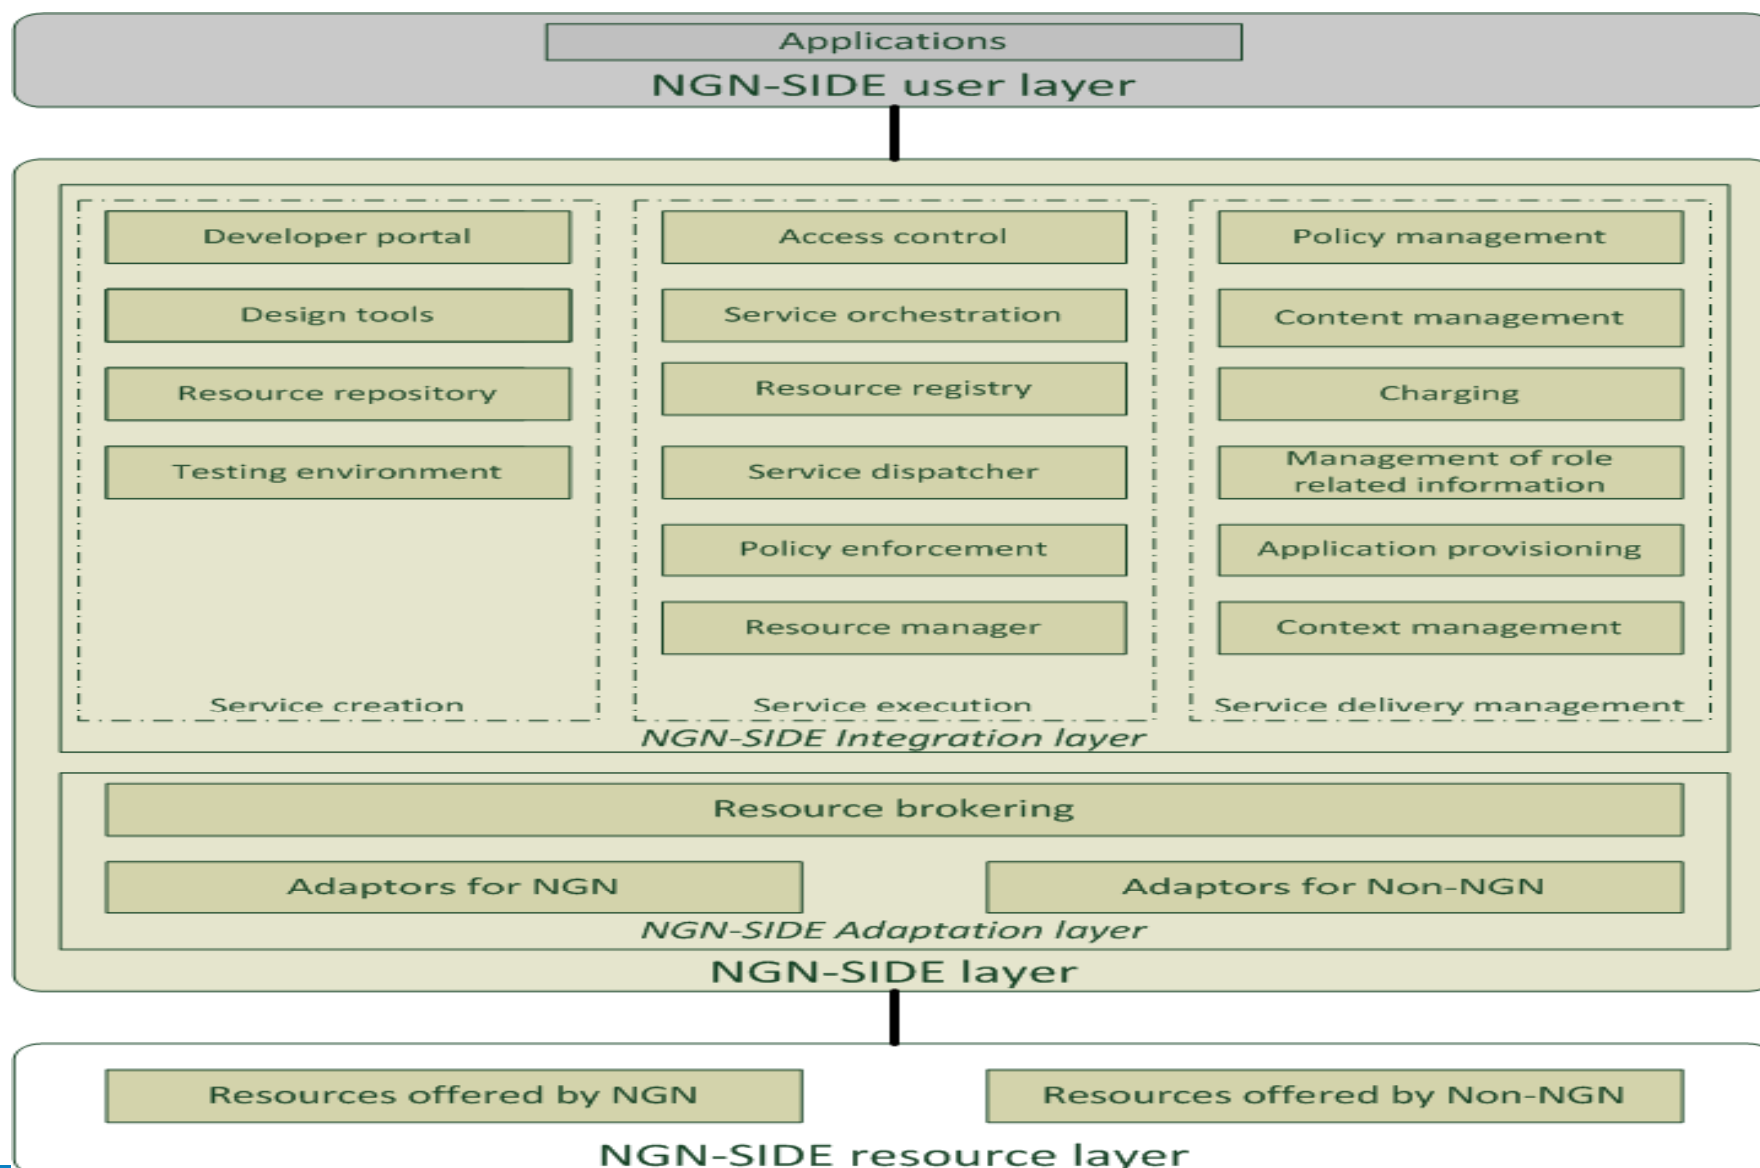 Applications
NGN-SIDE user layer
Developer portal
Design tools
Resource repository
Testing environment
Service creation
Access control
Service orchestration
Resource registry
Service dispatcher
Policy enforcement
Resource manager
Service execution
Policy management
Content management
Charging
Management of role
related information
Application provisioning
Context management
Service delivery management
NGN-SIDE Integration layer
Resource brokering
Adaptors for NGN
Adaptors for Non-NGN
NGN-SIDE Adaptation layer
NGN-SIDE layer
Resources offered by NGN
Resources offered by Non-NGN
NGN-SIDE resource layer